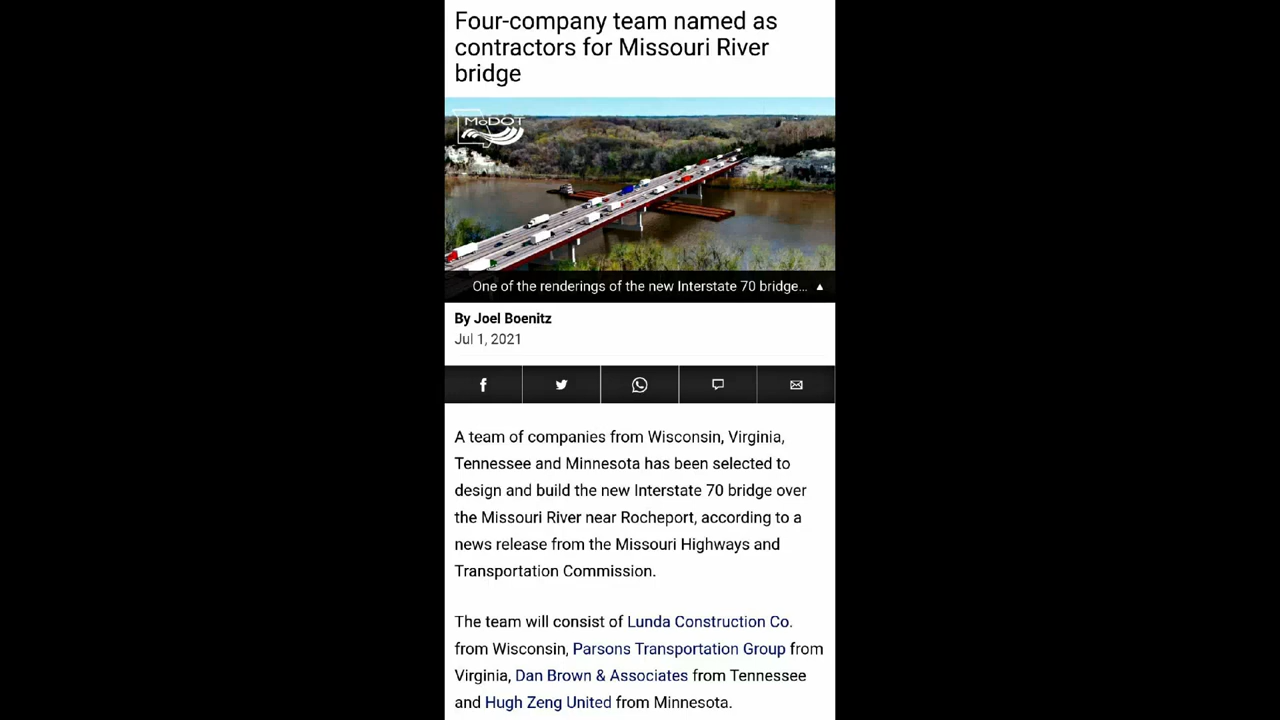 Four-company team named as
contractors for Missouri River
bridge
MoDOT
One of the renderings of the new Interstate 70 bridge... ▲
By Joel Boenitz
Jul 1, 2021
A team of companies from Wisconsin, Virginia,
Tennessee and Minnesota has been selected to
design and build the new Interstate 70 bridge over
the Missouri River near Rocheport, according to a
news release from the Missouri Highways and
Transportation Commission.
The team will consist of Lunda Construction Co.
from Wisconsin, Parsons Transportation Group from
Virginia, Dan Brown & Associates from Tennessee
and Hugh Zeng United from Minnesota.